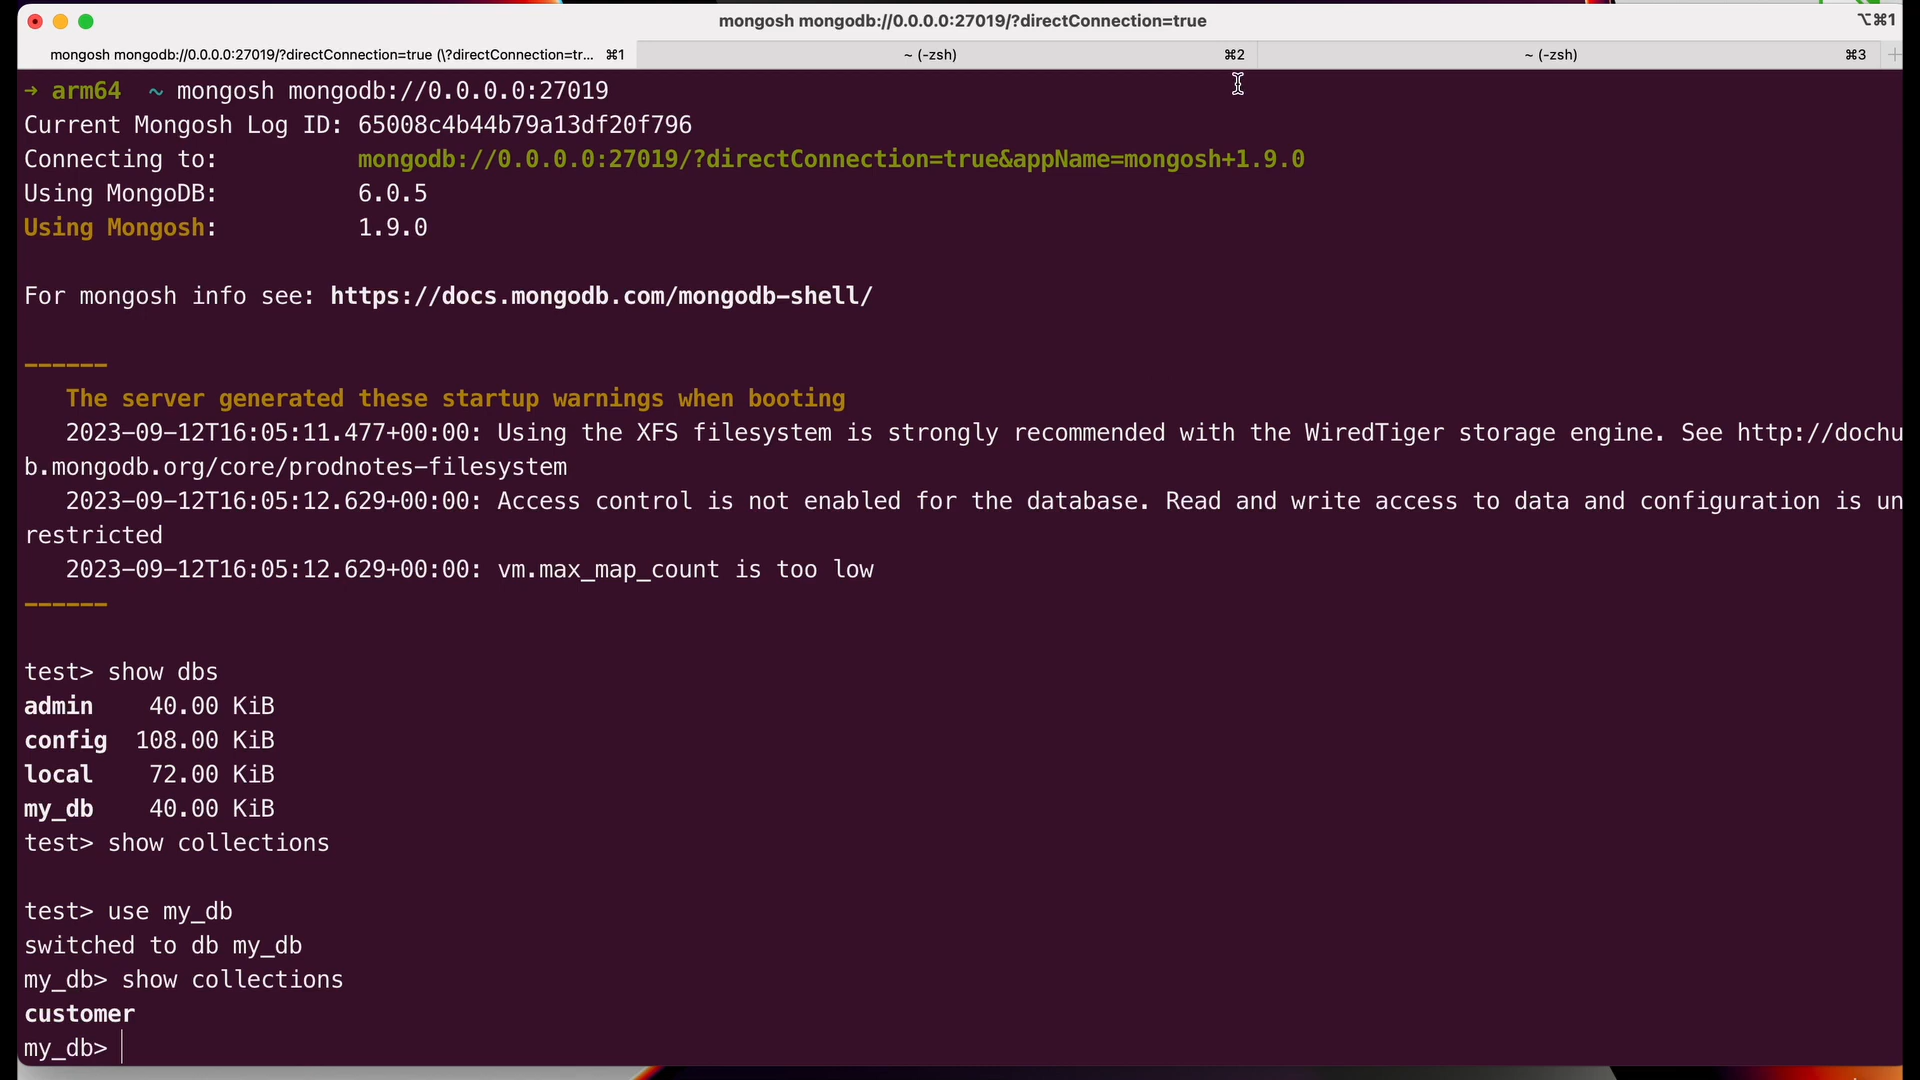 mongosh mongodb://0.0.0.0:27019/?directConnection=true
⌥⌘1
mongosh mongodb://0.0.0.0:27019/?directConnection=true (\?directConnection=tr... ⌘1
~ (-zsh) ⌘2
~ (-zsh) ⌘3
→ arm64 ~ mongosh mongodb://0.0.0.0:27019
Current Mongosh Log ID: 65008c4b44b79a13df20f796
Connecting to: mongodb://0.0.0.0:27019/?directConnection=true&appName=mongosh+1.9.0
Using MongoDB: 6.0.5
Using Mongosh: 1.9.0
For mongosh info see: https://docs.mongodb.com/mongodb-shell/
------
The server generated these startup warnings when booting
2023-09-12T16:05:11.477+00:00: Using the XFS filesystem is strongly recommended with the WiredTiger storage engine. See http://dochu
b.mongodb.org/core/prodnotes-filesystem
2023-09-12T16:05:12.629+00:00: Access control is not enabled for the database. Read and write access to data and configuration is un
restricted
2023-09-12T16:05:12.629+00:00: vm.max_map_count is too low
------
test> show dbs
admin 40.00 KiB
config 108.00 KiB
local 72.00 KiB
my_db 40.00 KiB
test> show collections
test> use my_db
switched to db my_db
my_db> show collections
customer
my_db>